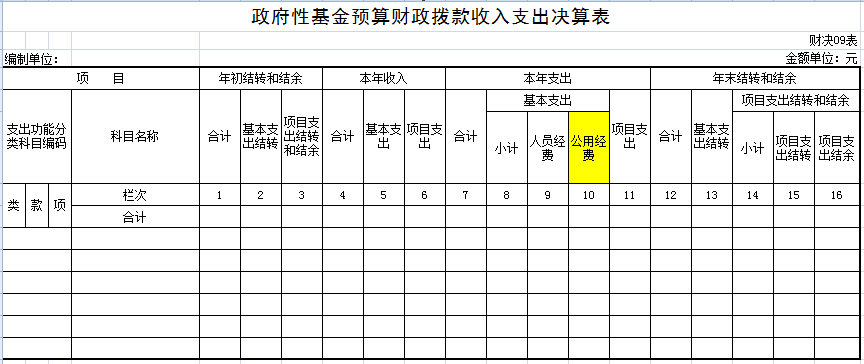 政府性基金预算财政拨款收入支出决算表
财决09表
编制单位：
金额单位：元
项 目 年初结转和结余 本年收入 本年支出 年末结转和结余
支出功能分类科目编码 科目名称 合计 基本支出结转 项目支出结转和结余 合计 基本支出 项目支出 合计 基本支出 项目支出 合计 基本支出结转 项目支出结转和结余
小计 人员经费 公用经费 小计 项目支出结转 项目支出结余
类 款 项 栏次 1 2 3 4 5 6 7 8 9 10 11 12 13 14 15 16
合计